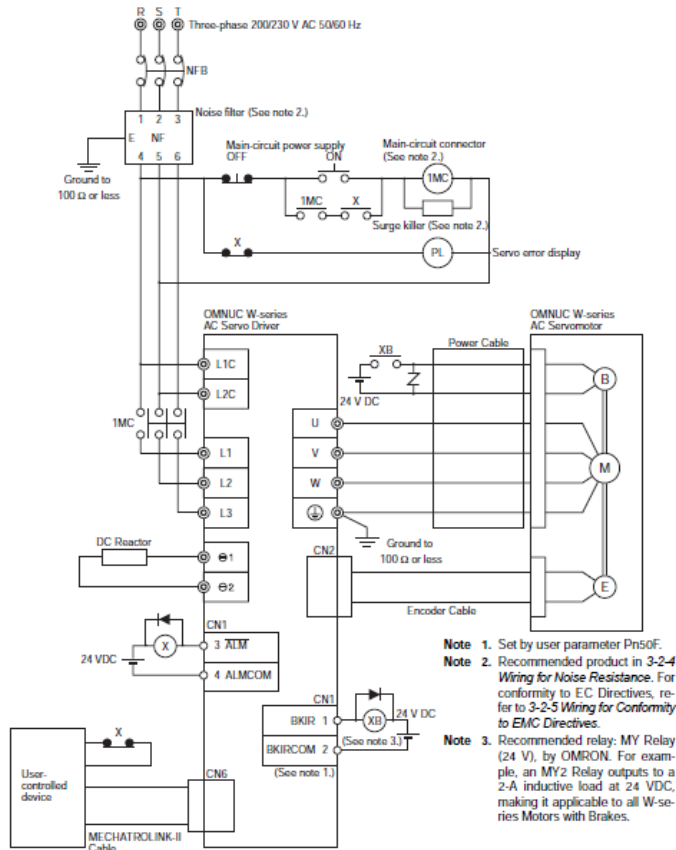 R S T
Three-phase 200/230 V AC 50/60 Hz
NFB
Noise filter (See note 2.)
1 2 3
E NF
4 5 6
Ground to
100 Ω or less
Main-circuit power supply
OFF
ON
Main-circuit connector
(See note 2.)
1MC
1MC X
Surge killer (See note 2.)
X
PL
Servo error display
OMNUC W-series
AC Servo Driver
OMNUC W-series
AC Servomotor
L1C
L2C
XB
24 V DC
Power Cable
B
1MC
L1
L2
L3
U
V
W
M
DC Reactor
⊖1
⊖2
Ground to
100 Ω or less
CN2
E
Encoder Cable
CN1
24 VDC
X
3 ALM
4 ALMCOM
CN1
BKIR 1
XB
24 V DC
BKIRCOM 2
(See note 3.)
(See note 1.)
X
User-
controlled
device
CN6
MECHATROLINK-II
Cable
Note 1. Set by user parameter Pn50F.
Note 2. Recommended product in 3-2-4
Wiring for Noise Resistance. For
conformity to EC Directives, re-
fer to 3-2-5 Wiring for Conformity
to EMC Directives.
Note 3. Recommended relay: MY Relay
(24 V), by OMRON. For exam-
ple, an MY2 Relay outputs to a
2-A inductive load at 24 VDC,
making it applicable to all W-se-
ries Motors with Brakes.